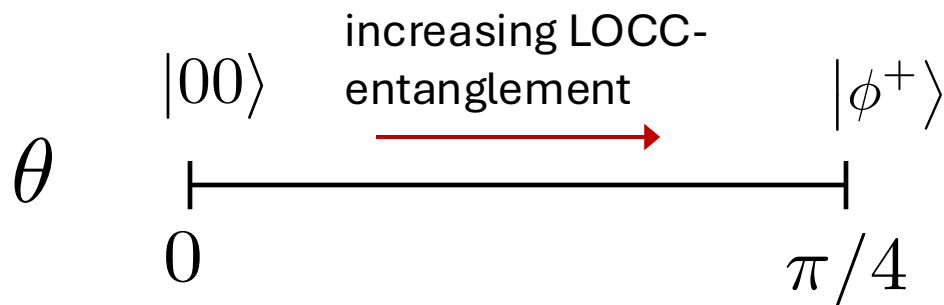 increasing LOCC-
entanglement
|00⟩
|ϕ⁺⟩
θ
0
π/4